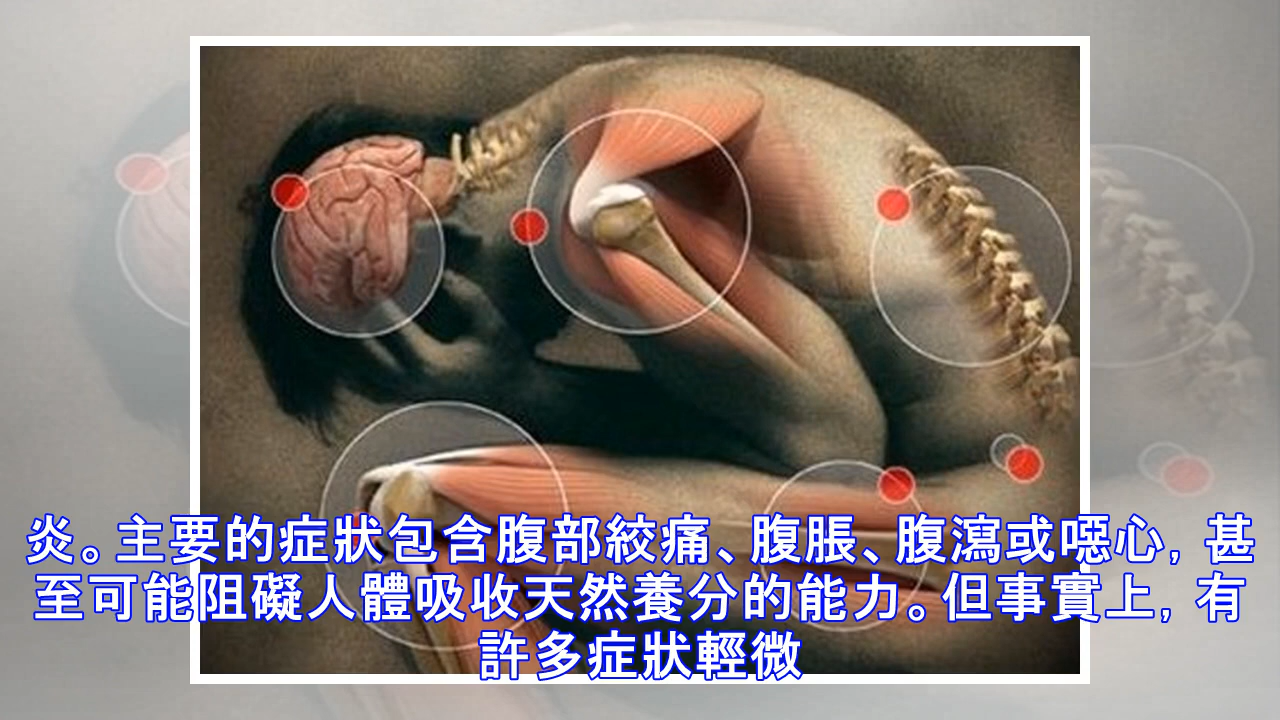 炎。主要的症狀包含腹部絞痛、腹脹、腹瀉或噁心，甚
至可能阻礙人體吸收天然養分的能力。但事實上，有
許多症狀輕微